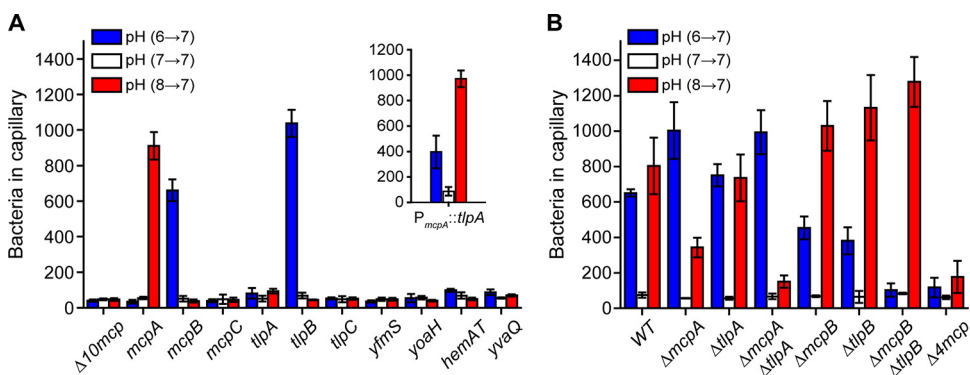 A
pH (6→7)
pH (7→7)
pH (8→7)
Bacteria in capillary
1400
1200
1000
800
600
400
200
0
Δ10mcp
mcpA
mcpB
mcpC
tlpA
tlpB
tlpC
yfmS
yoaH
hemAT
yvaQ
1200
1000
800
600
400
200
0
PmcpA::tlpA
B
pH (6→7)
pH (7→7)
pH (8→7)
Bacteria in capillary
1400
1200
1000
800
600
400
200
0
WT
ΔmcpA
ΔtlpA
ΔmcpA
ΔtlpA
ΔmcpB
ΔtlpB
ΔmcpB
ΔtlpB
Δ4mcp